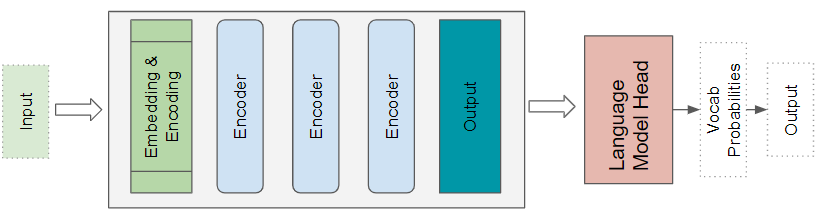 Input
Embedding &
Encoding
Encoder
Encoder
Encoder
Output
Language
Model Head
Vocab
Probabilities
Output